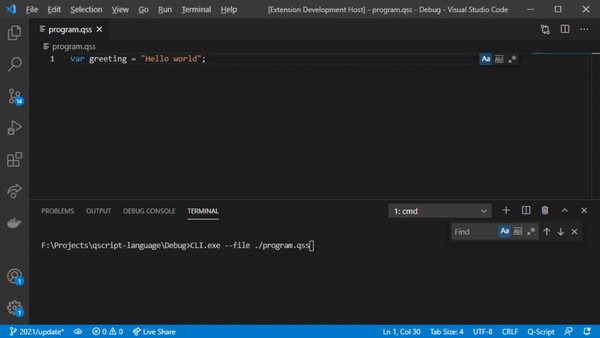 File Edit Selection View Go Run Terminal Help [Extension Development Host] - program.qss - Debug - Visual Studio Code
program.qss
program.qss
1 var greeting = "Hello world";
Aa Ab
14
PROBLEMS OUTPUT DEBUG CONSOLE TERMINAL 1: cmd
Find Aa Ab
F:\Projects\qscript-language\Debug>CLI.exe --file ./program.qss
1
1
2021/update* 0 0 Live Share Ln 1, Col 30 Tab Size: 4 UTF-8 CRLF Q-Script